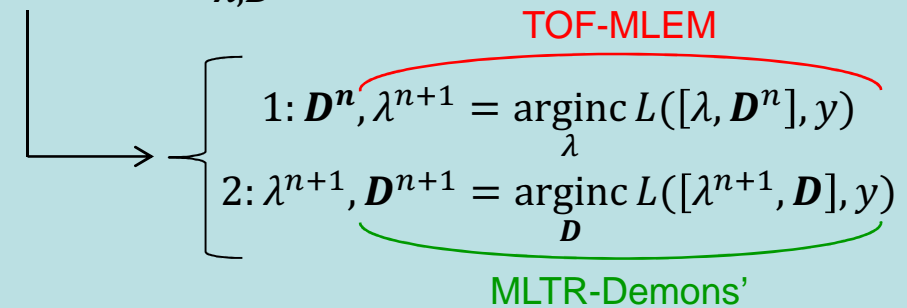 TOF-MLEM
1: Dⁿ, λⁿ⁺¹ = arginc L([λ, Dⁿ], y)
λ
2: λⁿ⁺¹, Dⁿ⁺¹ = arginc L([λⁿ⁺¹, D], y)
D
MLTR-Demons'